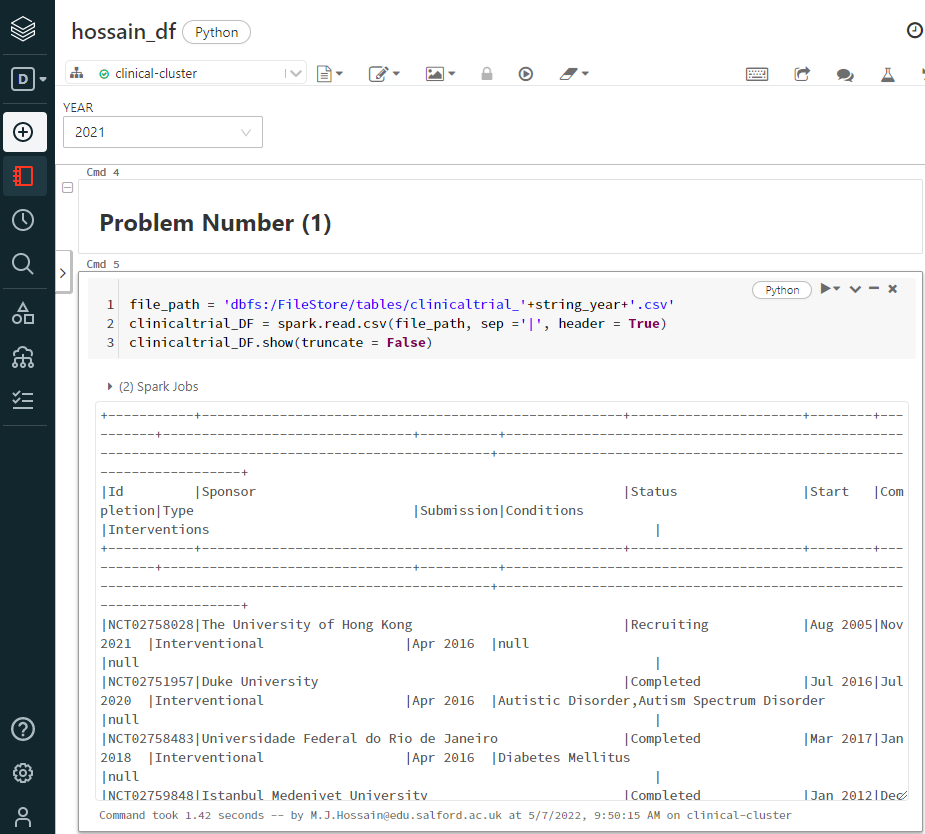 hossain_df Python
D
clinical-cluster
YEAR
2021
Cmd 4
Problem Number (1)
Cmd 5
Python
1 file_path = 'dbfs:/FileStore/tables/clinicaltrial_'+string_year+'.csv'
2 clinicaltrial_DF = spark.read.csv(file_path, sep ='|', header = True)
3 clinicaltrial_DF.show(truncate = False)
(2) Spark Jobs
+-----------+------------------------------------------------------+----------------------+--------+---
-------+--------------------------------+----------+---------------------------------------------------
--------------------------------------------------+----------------------------------------------------
------------------+
|Id         |Sponsor                                               |Status                |Start   |Com
pletion|Type                            |Submission|Conditions
|Interventions                                                         |
+-----------+------------------------------------------------------+----------------------+--------+---
-------+--------------------------------+----------+---------------------------------------------------
--------------------------------------------------+----------------------------------------------------
------------------+
|NCT02758028|The University of Hong Kong                           |Recruiting            |Aug 2005|Nov
2021  |Interventional                  |Apr 2016  |null
|null                                                                  |
|NCT02751957|Duke University                                       |Completed             |Jul 2016|Jul
2020  |Interventional                  |Apr 2016  |Autistic Disorder,Autism Spectrum Disorder
|null                                                                  |
|NCT02758483|Universidade Federal do Rio de Janeiro                |Completed             |Mar 2017|Jan
2018  |Interventional                  |Apr 2016  |Diabetes Mellitus
|null                                                                  |
|NCT02759848|Istanbul Medeniyet University                         |Completed             |Jan 2012|Dec
Command took 1.42 seconds -- by M.J.Hossain@edu.salford.ac.uk at 5/7/2022, 9:50:15 AM on clinical-cluster